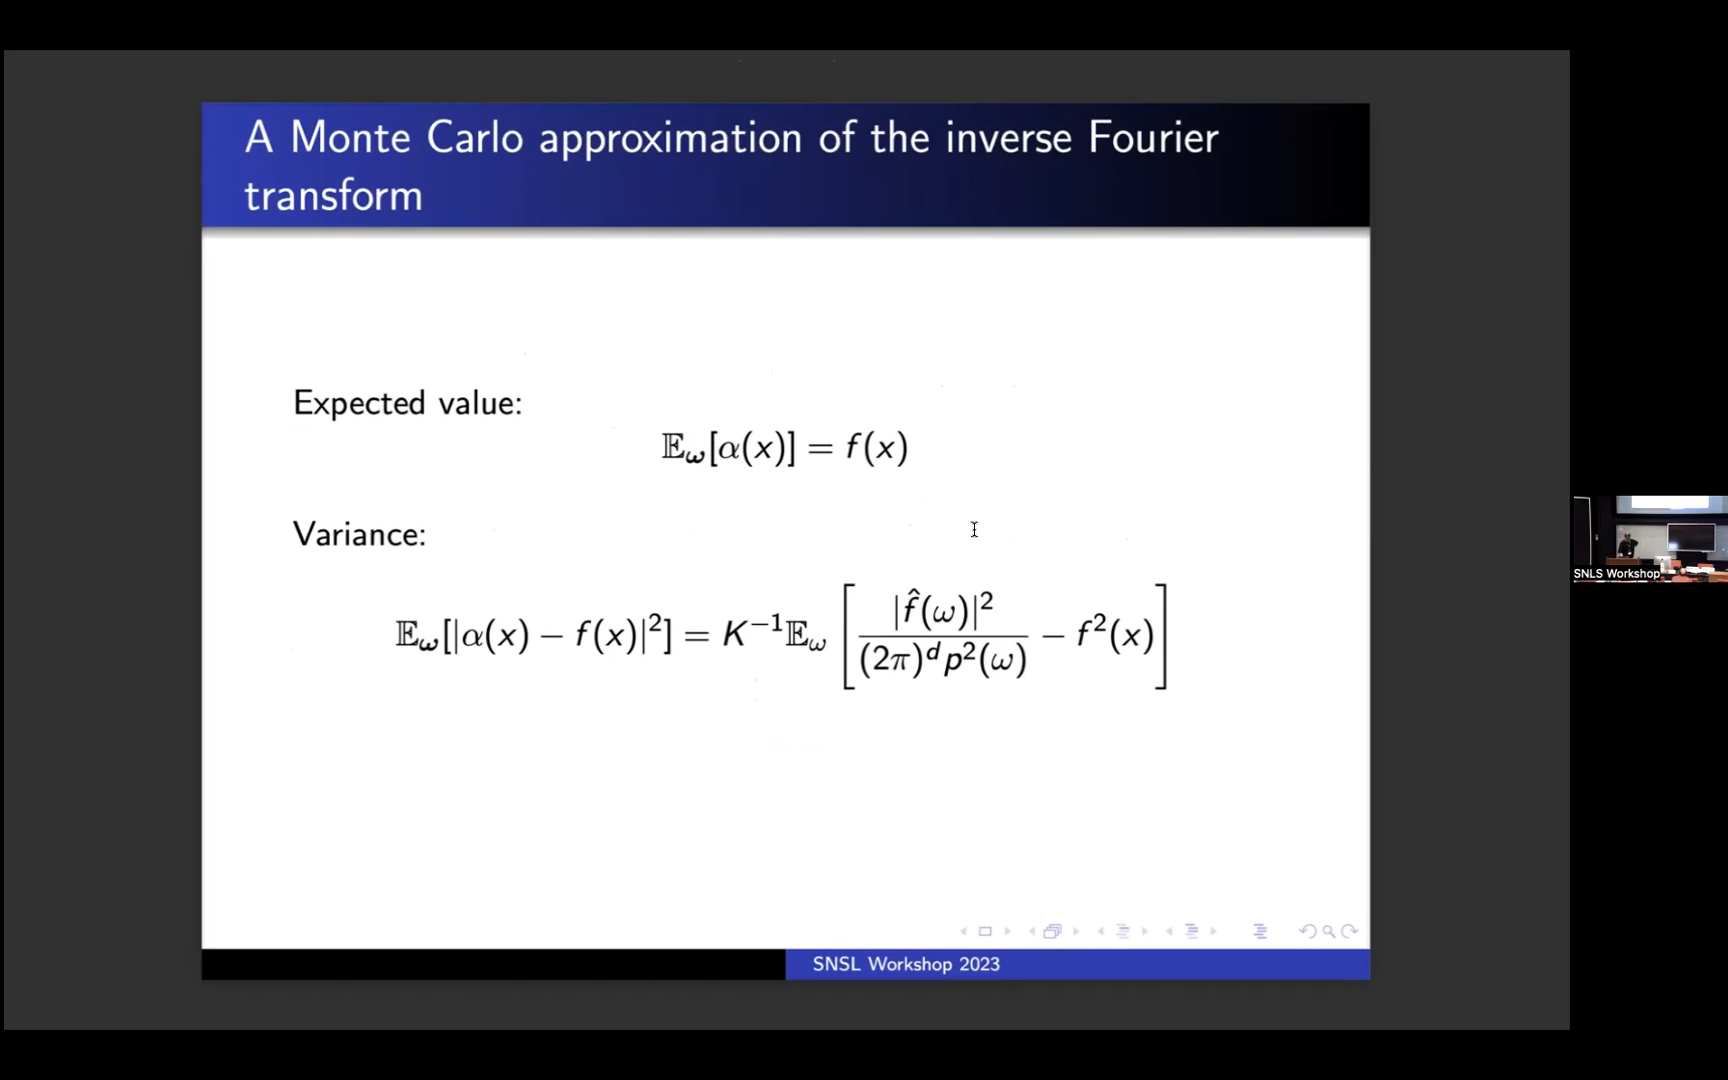 A Monte Carlo approximation of the inverse Fourier
transform
Expected value:
𝔼_ω[α(x)] = f(x)
Variance:
𝔼_ω[|α(x) − f(x)|²] = K⁻¹𝔼_ω [ |f̂(ω)|² / (2π)ᵈp²(ω) − f²(x) ]
SNLS Workshop
SNSL Workshop 2023